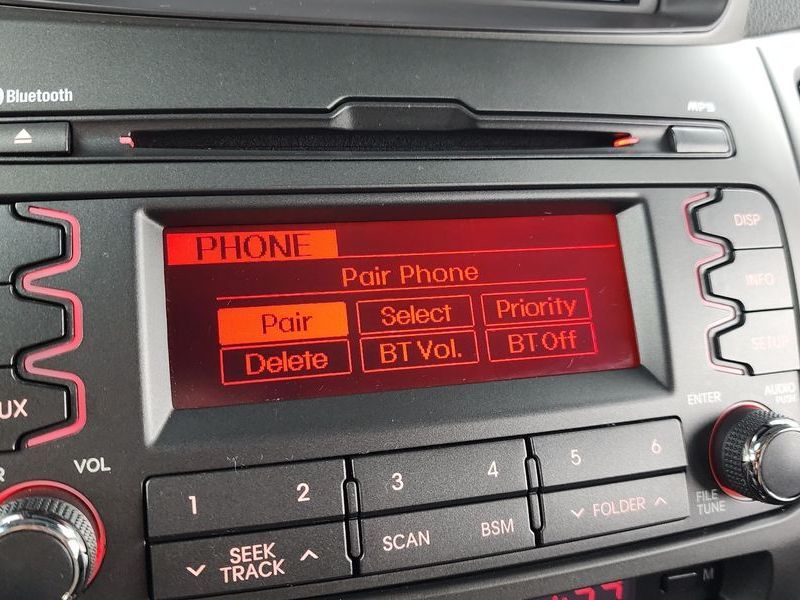 Bluetooth
MP3
PHONE
Pair Phone
Pair Select Priority
Delete BT Vol. BT Off
DISP
INFO
SETUP
UX
ENTER
AUDIO
PUSH
VOL
1 2 3 4 5 6
SEEK
TRACK
SCAN BSM
FOLDER
FILE
TUNE
M